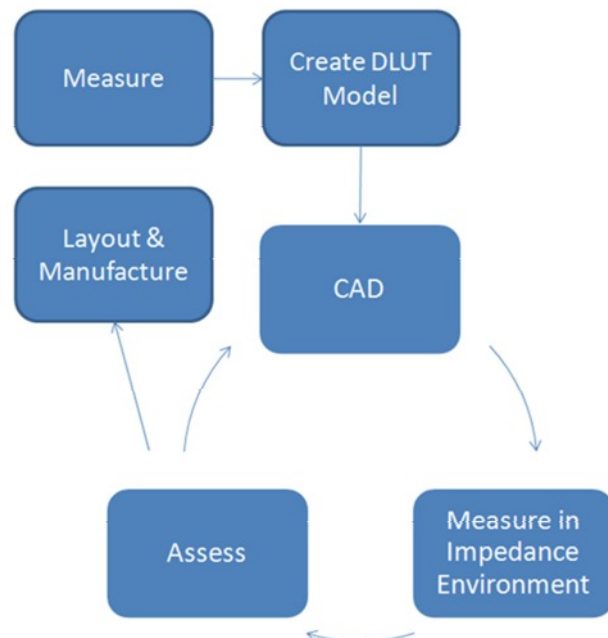 Measure
Create DLUT
Model
Layout &
Manufacture
CAD
Assess
Measure in
Impedance
Environment